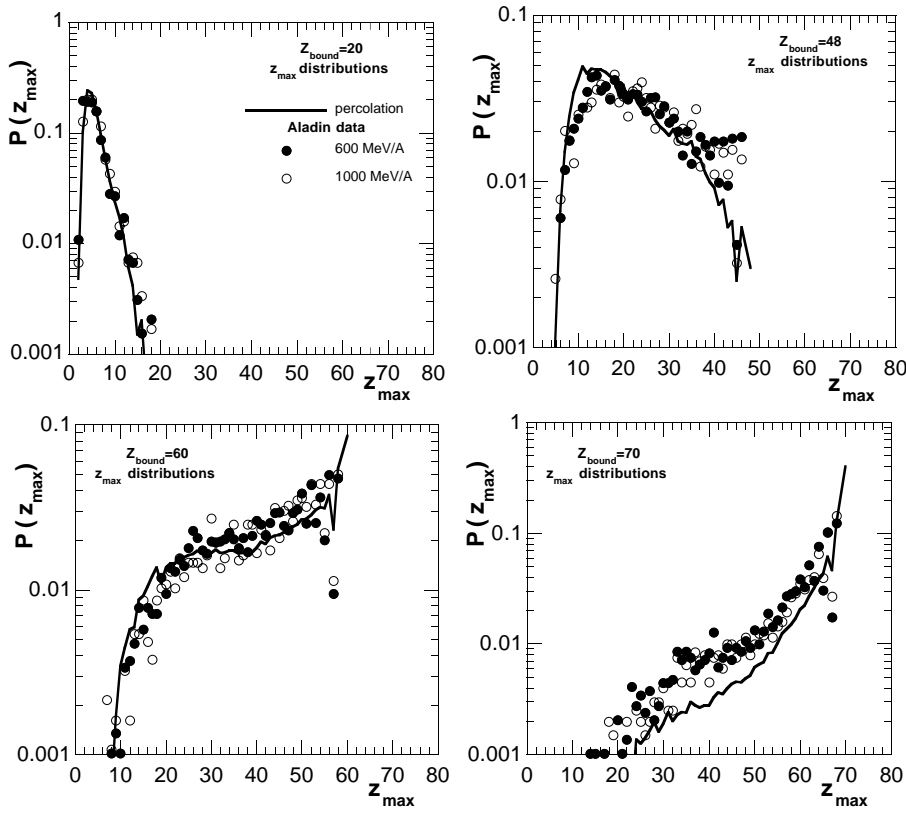 Z_bound=20
z_max distributions
percolation
Aladin data
600 MeV/A
1000 MeV/A
P ( z_max)
1
0.1
0.01
0.001
0 10 20 30 40 50 60 70 80
z_max
Z_bound=48
z_max distributions
P ( z_max)
0.1
0.01
0.001
0 10 20 30 40 50 60 70 80
z_max
Z_bound=60
z_max distributions
P ( z_max)
0.1
0.01
0.001
0 10 20 30 40 50 60 70 80
z_max
Z_bound=70
z_max distributions
P ( z_max)
1
0.1
0.01
0.001
0 10 20 30 40 50 60 70 80
z_max